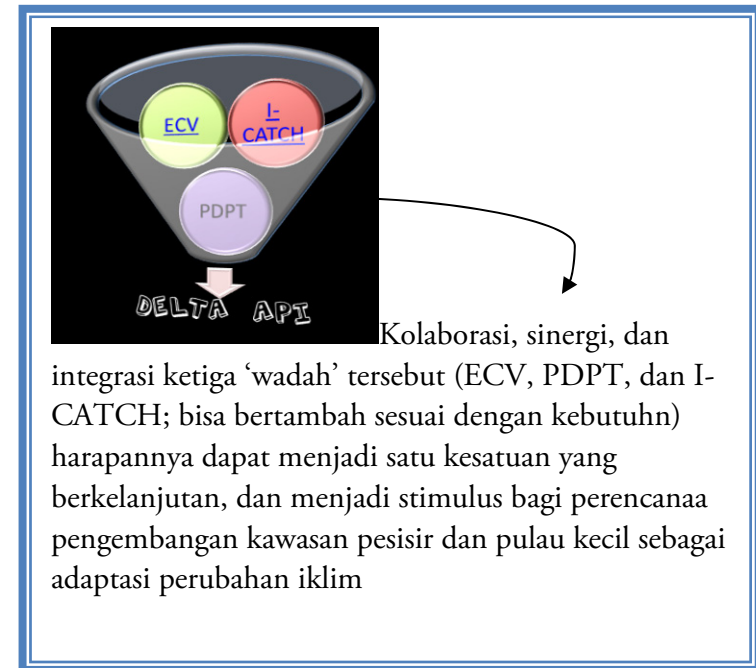 ECV
I-
CATCH
PDPT
DELTA API
Kolaborasi, sinergi, dan
integrasi ketiga ‘wadah’ tersebut (ECV, PDPT, dan I-
CATCH; bisa bertambah sesuai dengan kebutuhn)
harapannya dapat menjadi satu kesatuan yang
berkelanjutan, dan menjadi stimulus bagi perencanaa
pengembangan kawasan pesisir dan pulau kecil sebagai
adaptasi perubahan iklim